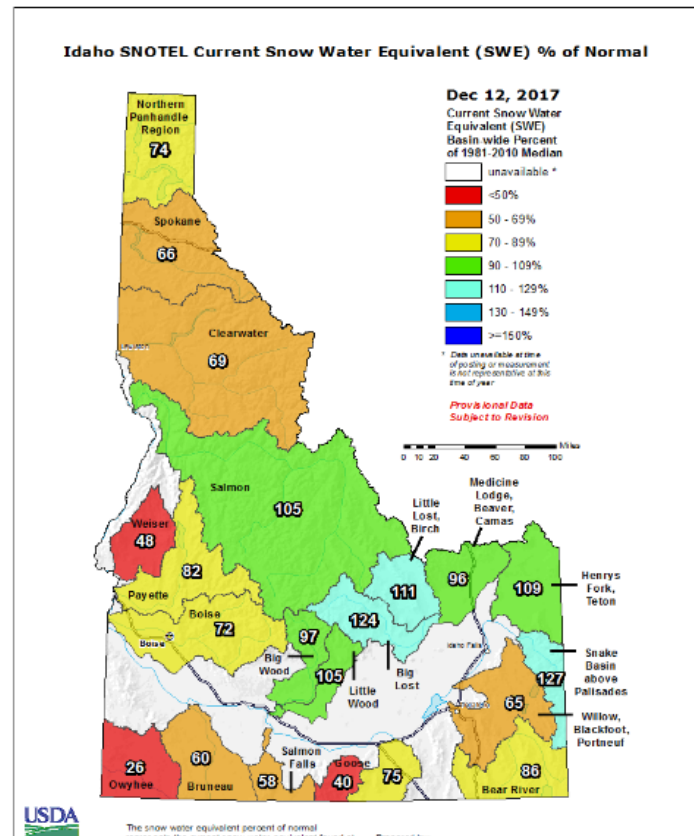 Idaho SNOTEL Current Snow Water Equivalent (SWE) % of Normal
Dec 12, 2017
Current Snow Water
Equivalent (SWE)
Basin-wide Percent
of 1981-2010 Median
unavailable *
<50%
50 - 69%
70 - 89%
90 - 109%
110 - 129%
130 - 149%
>=150%
* Data unavailable at time
of posting or measurement
is not representative at this
time of year
Provisional Data
Subject to Revision
Miles
0 10 20 40 60 80 100
Northern
Panhandle
Region
74
Spokane
66
Clearwater
69
Salmon
105
Weiser
48
82
Payette
Boise
72
Boise
Little
Lost,
Birch
111
Medicine
Lodge,
Beaver,
Camas
96
109
Henrys
Fork,
Teton
124
97
Big
Wood
105
Little
Wood
Big
Lost
Idaho Falls
Snake
Basin
above
Palisades
127
65
Willow,
Blackfoot,
Portneuf
26
Owyhee
60
Bruneau
Salmon
Falls
58
Goose
40
75
86
Bear River
USDA
The snow water equivalent percent of normal